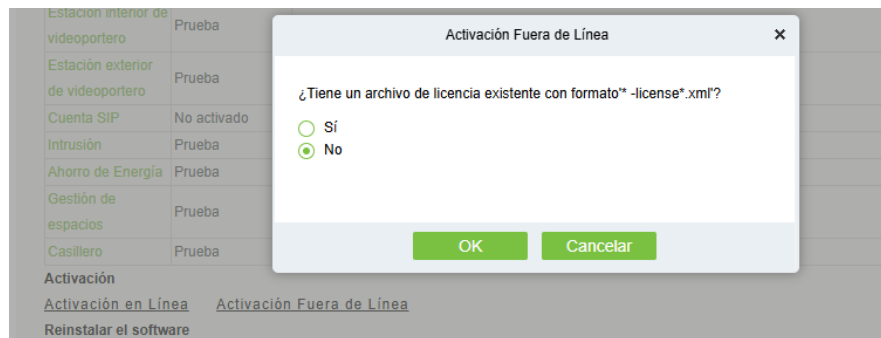 Estación interior de
videoportero
Prueba
Estación exterior
de videoportero
Prueba
Cuenta SIP No activado
Intrusión Prueba
Ahorro de Energía Prueba
Gestión de
espacios
Prueba
Casillero Prueba
Activación
Activación en Línea Activación Fuera de Línea
Reinstalar el software
Activación Fuera de Línea ×
¿Tiene un archivo de licencia existente con formato'* -license*.xml'?
Sí
No
OK Cancelar